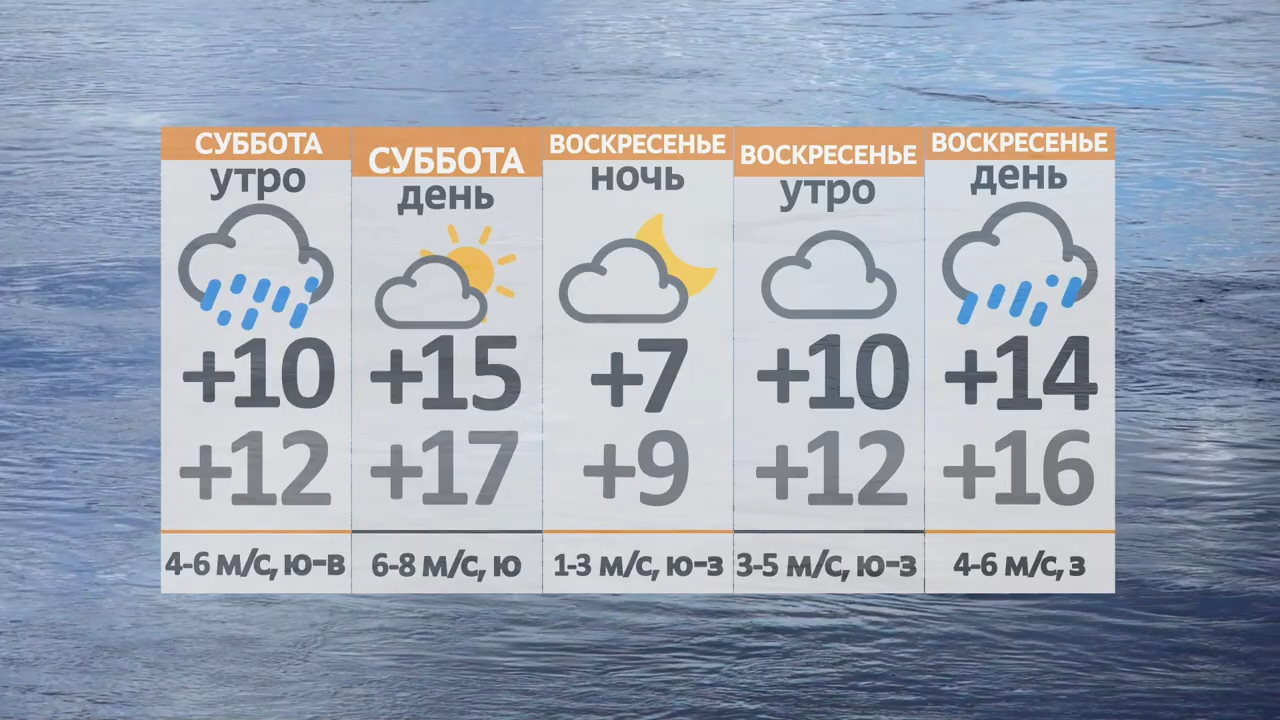 СУББОТА
утро
+10
+12
4-6 м/с, ю-в
СУББОТА
день
+15
+17
6-8 м/с, ю
ВОСКРЕСЕНЬЕ
ночь
+7
+9
1-3 м/с, ю-з
ВОСКРЕСЕНЬЕ
утро
+10
+12
3-5 м/с, ю-з
ВОСКРЕСЕНЬЕ
день
+14
+16
4-6 м/с, з